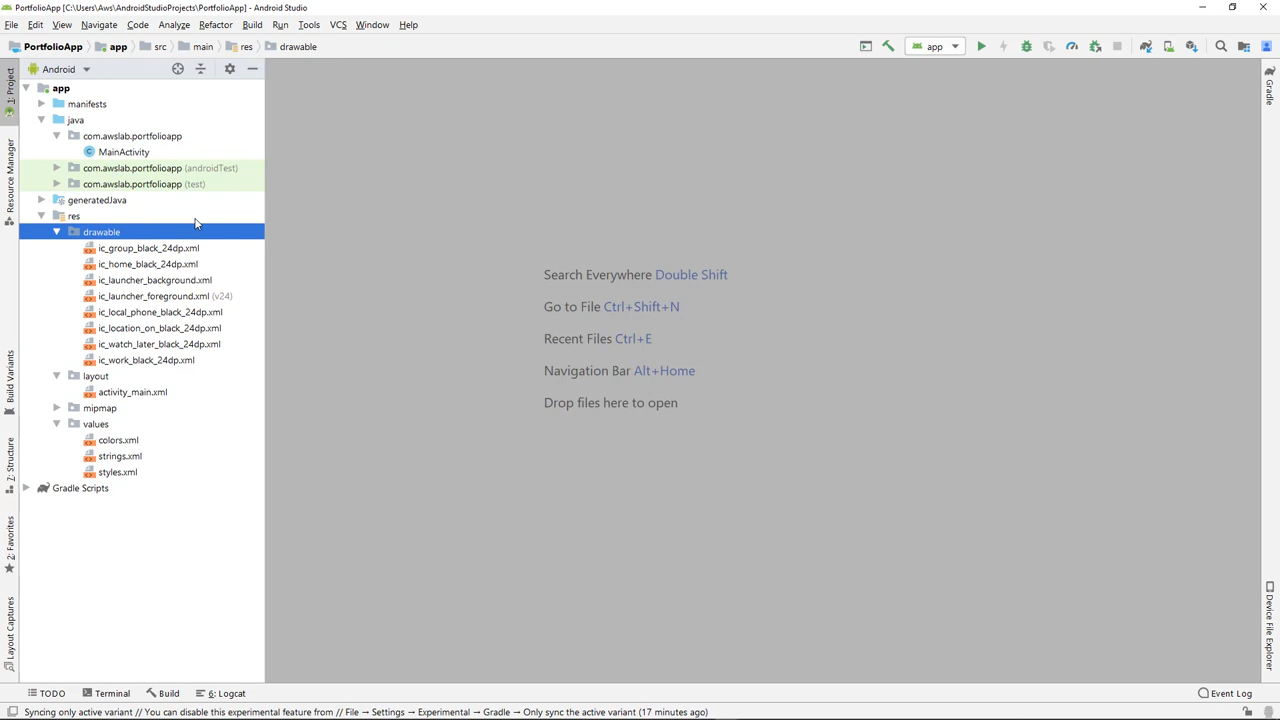 PortfolioApp [C:\Users\Aws\AndroidStudioProjects\PortfolioApp] - Android Studio
File Edit View Navigate Code Analyze Refactor Build Run Tools VCS Window Help
PortfolioApp app src main res drawable
app
Android
1: Project
Resource Manager
Build Variants
Z: Structure
2: Favorites
Layout Captures
app
manifests
java
com.awslab.portfolioapp
MainActivity
com.awslab.portfolioapp (androidTest)
com.awslab.portfolioapp (test)
generatedJava
res
drawable
ic_group_black_24dp.xml
ic_home_black_24dp.xml
ic_launcher_background.xml
ic_launcher_foreground.xml (v24)
ic_local_phone_black_24dp.xml
ic_location_on_black_24dp.xml
ic_watch_later_black_24dp.xml
ic_work_black_24dp.xml
layout
activity_main.xml
mipmap
values
colors.xml
strings.xml
styles.xml
Gradle Scripts
Search Everywhere Double Shift
Go to File Ctrl+Shift+N
Recent Files Ctrl+E
Navigation Bar Alt+Home
Drop files here to open
Gradle
Device File Explorer
TODO Terminal Build 6: Logcat Event Log
Syncing only active variant // You can disable this experimental feature from // File → Settings → Experimental → Gradle → Only sync the active variant (17 minutes ago)